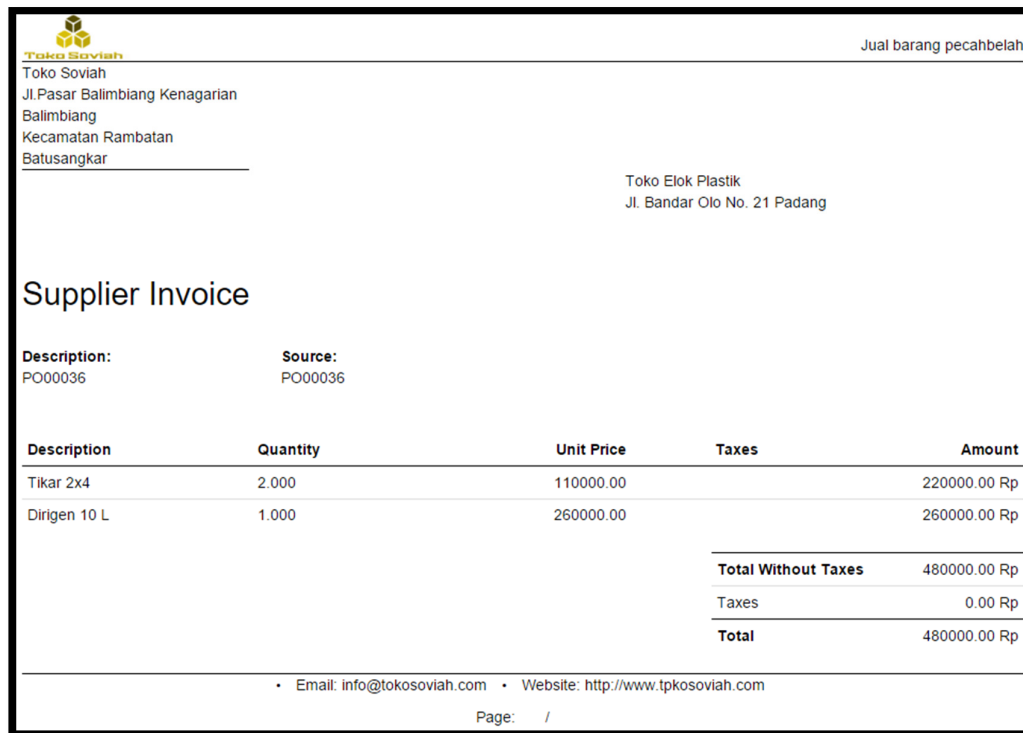 Toko Soviah
Jual barang pecahbelah
Toko Soviah
Jl.Pasar Balimbiang Kenagarian
Balimbiang
Kecamatan Rambatan
Batusangkar
Toko Elok Plastik
Jl. Bandar Olo No. 21 Padang
Supplier Invoice
Description: Source:
PO00036 PO00036
Description Quantity Unit Price Taxes Amount
Tikar 2x4 2.000 110000.00 220000.00 Rp
Dirigen 10 L 1.000 260000.00 260000.00 Rp
Total Without Taxes 480000.00 Rp
Taxes 0.00 Rp
Total 480000.00 Rp
• Email: info@tokosoviah.com • Website: http://www.tpkosoviah.com
Page: /